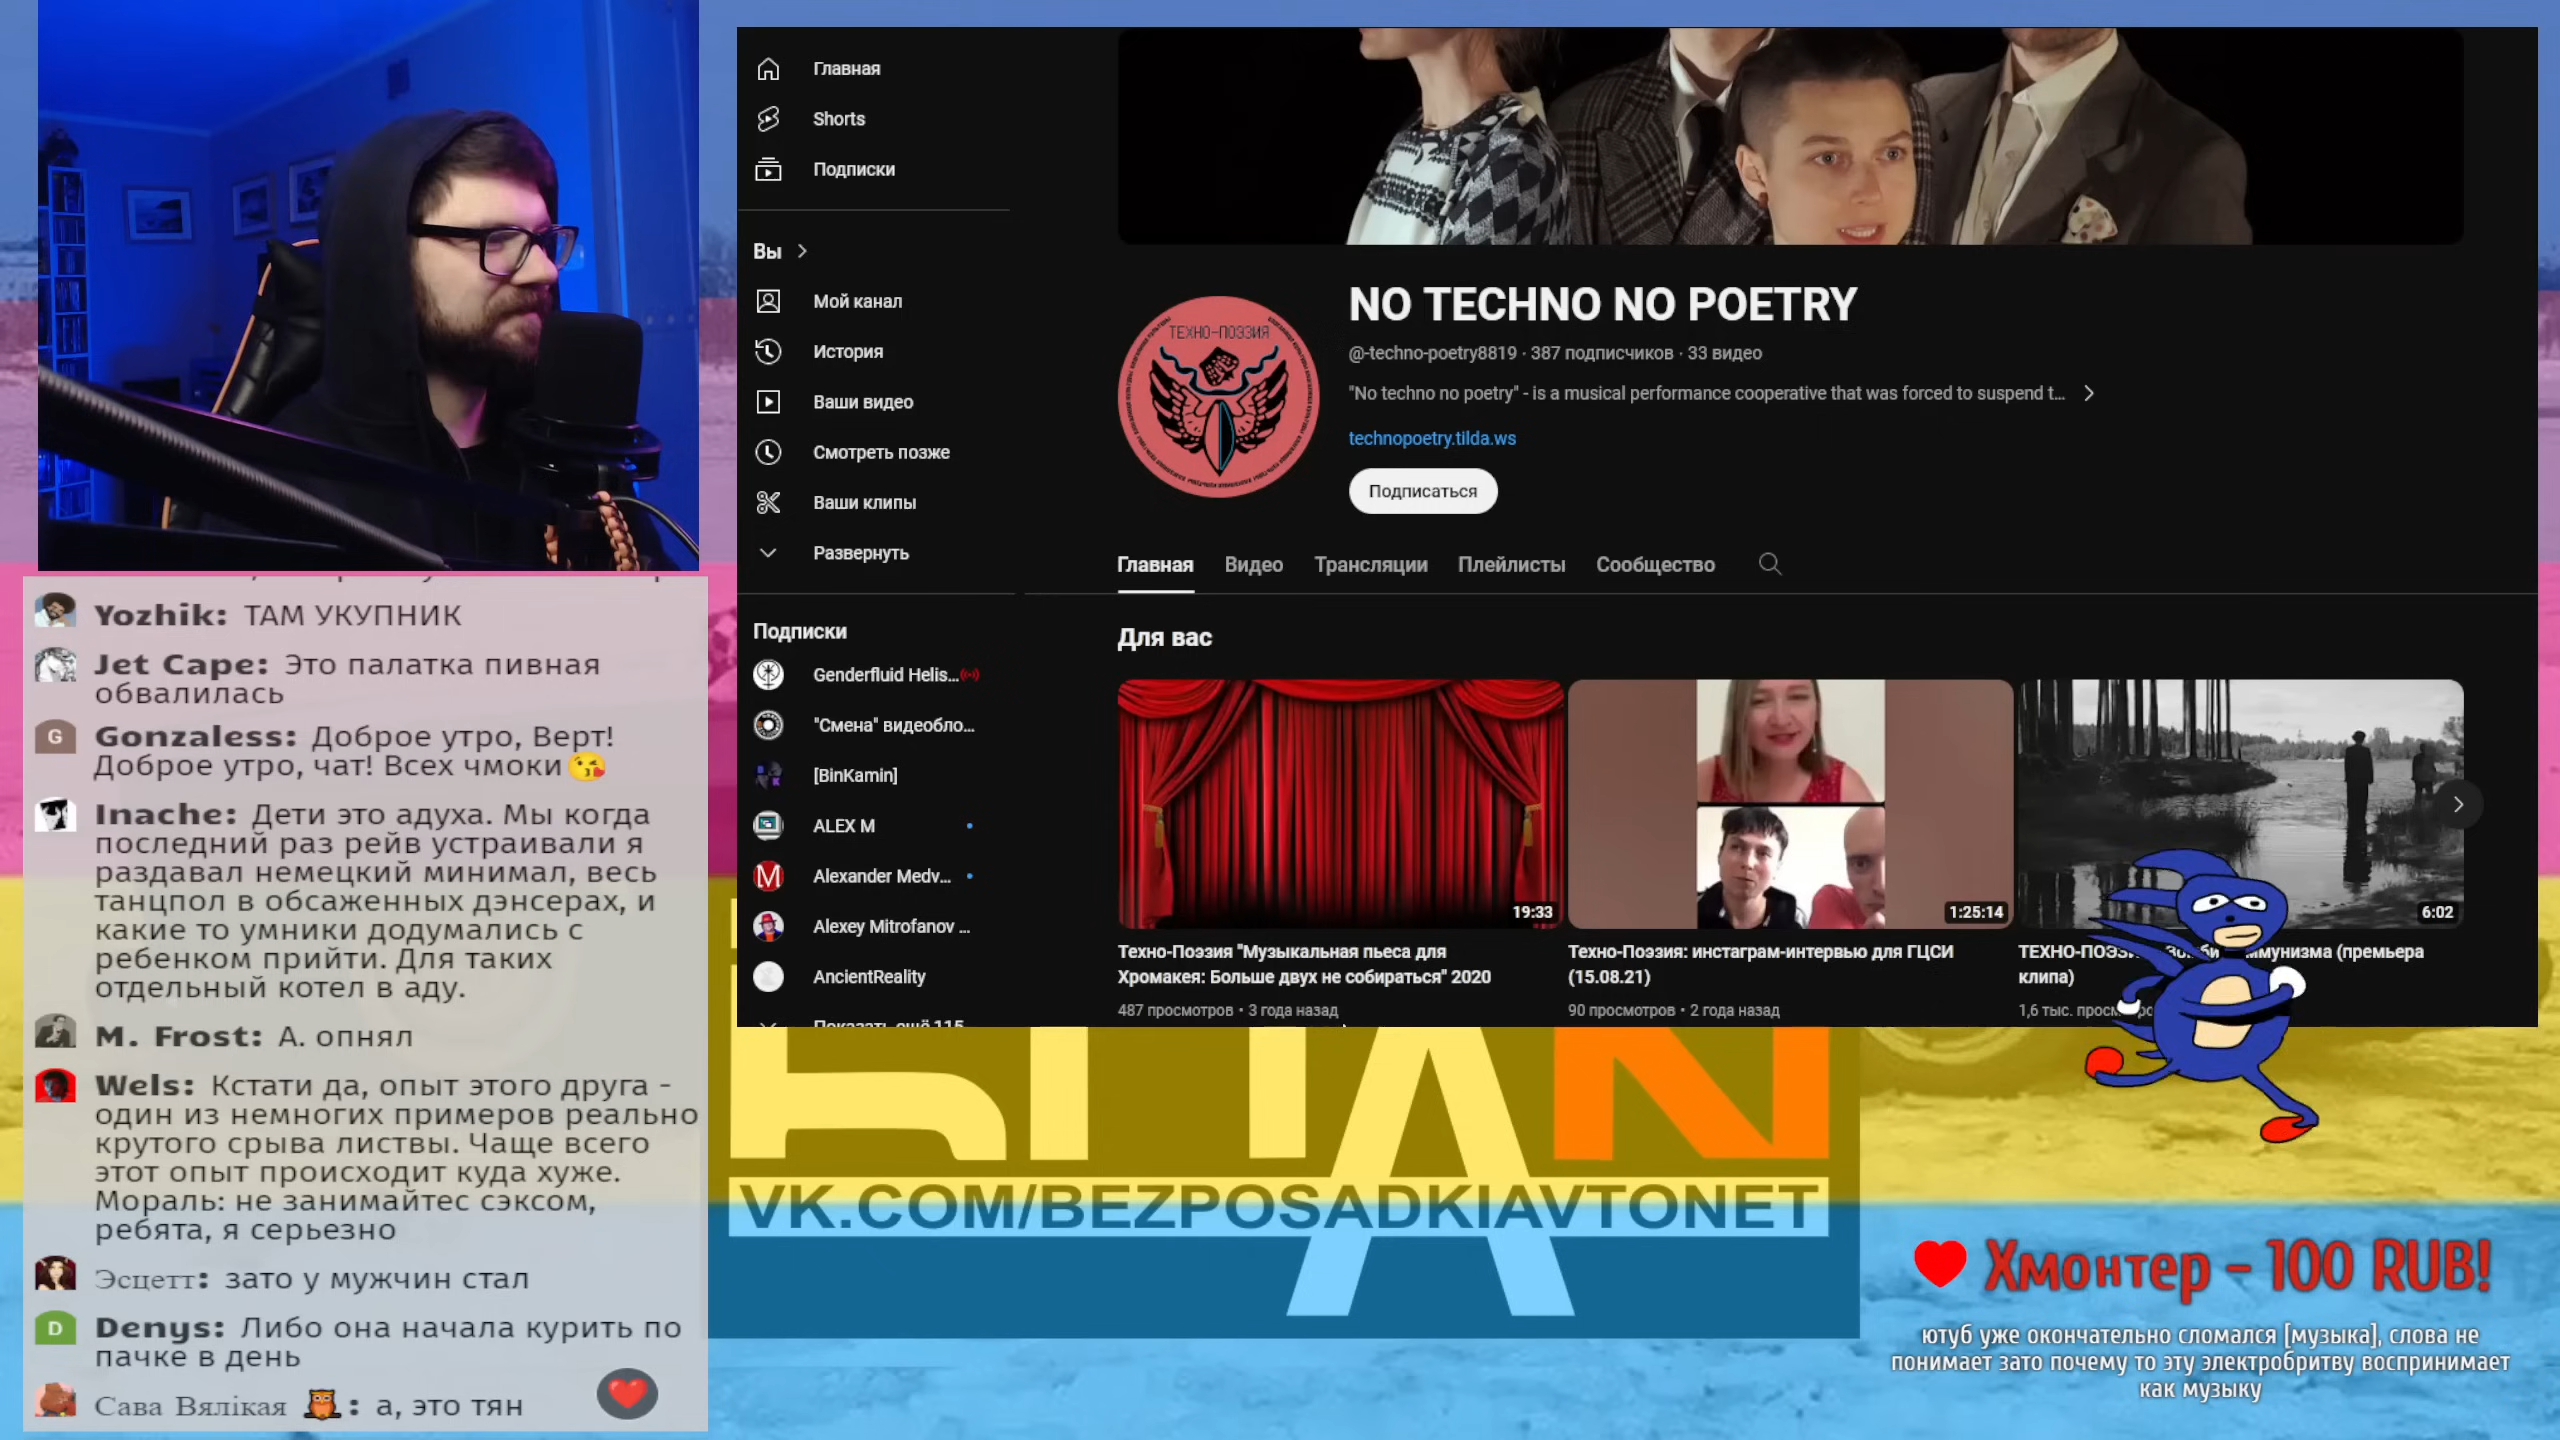 Yozhik: ТАМ УКУПНИК
Jet Cape: Это палатка пивная
обвалилась
G
Gonzaless: Доброе утро, Верт!
Доброе утро, чат! Всех чмоки😘
Inache: Дети это адуха. Мы когда
последний раз рейв устраивали я
раздавал немецкий минимал, весь
танцпол в обсаженных дэнсерах, и
какие то умники додумались с
ребенком прийти. Для таких
отдельный котел в аду.
M. Frost: А. опнял
Wels: Кстати да, опыт этого друга -
один из немногих примеров реально
крутого срыва листвы. Чаще всего
этот опыт происходит куда хуже.
Мораль: не занимайтес сэксом,
ребята, я серьезно
Эсцетт: зато у мужчин стал
D
Denys: Либо она начала курить по
пачке в день
Сава Вялікая 🦉: а, это тян
Главная
Shorts
Подписки
Вы
Мой канал
История
Ваши видео
Смотреть позже
Ваши клипы
Развернуть
Подписки
Genderfluid Helis...
"Смена" видеобло...
[BinKamin]
ALEX M
Alexander Medv...
Alexey Mitrofanov ...
AncientReality
Показать ещё 115
ТЕХНО-ПОЭЗИЯ
NO TECHNO NO POETRY
@-techno-poetry8819 · 387 подписчиков · 33 видео
"No techno no poetry" - is a musical performance cooperative that was forced to suspend t...
technopoetry.tilda.ws
Подписаться
Главная Видео Трансляции Плейлисты Сообщество
Для вас
19:33
1:25:14
6:02
Техно-Поэзия "Музыкальная пьеса для
Хромакея: Больше двух не собираться" 2020
487 просмотров • 3 года назад
Техно-Поэзия: инстаграм-интервью для ГЦСИ
(15.08.21)
90 просмотров • 2 года назад
(премьера
клипа)
1,6 тыс.
VK.COM/BEZPOSADKIAVTONET
Хмонтер - 100 RUB!
ютуб уже окончательно сломался [музыка], слова не
понимает зато почему то эту электробритву воспринимает
как музыку